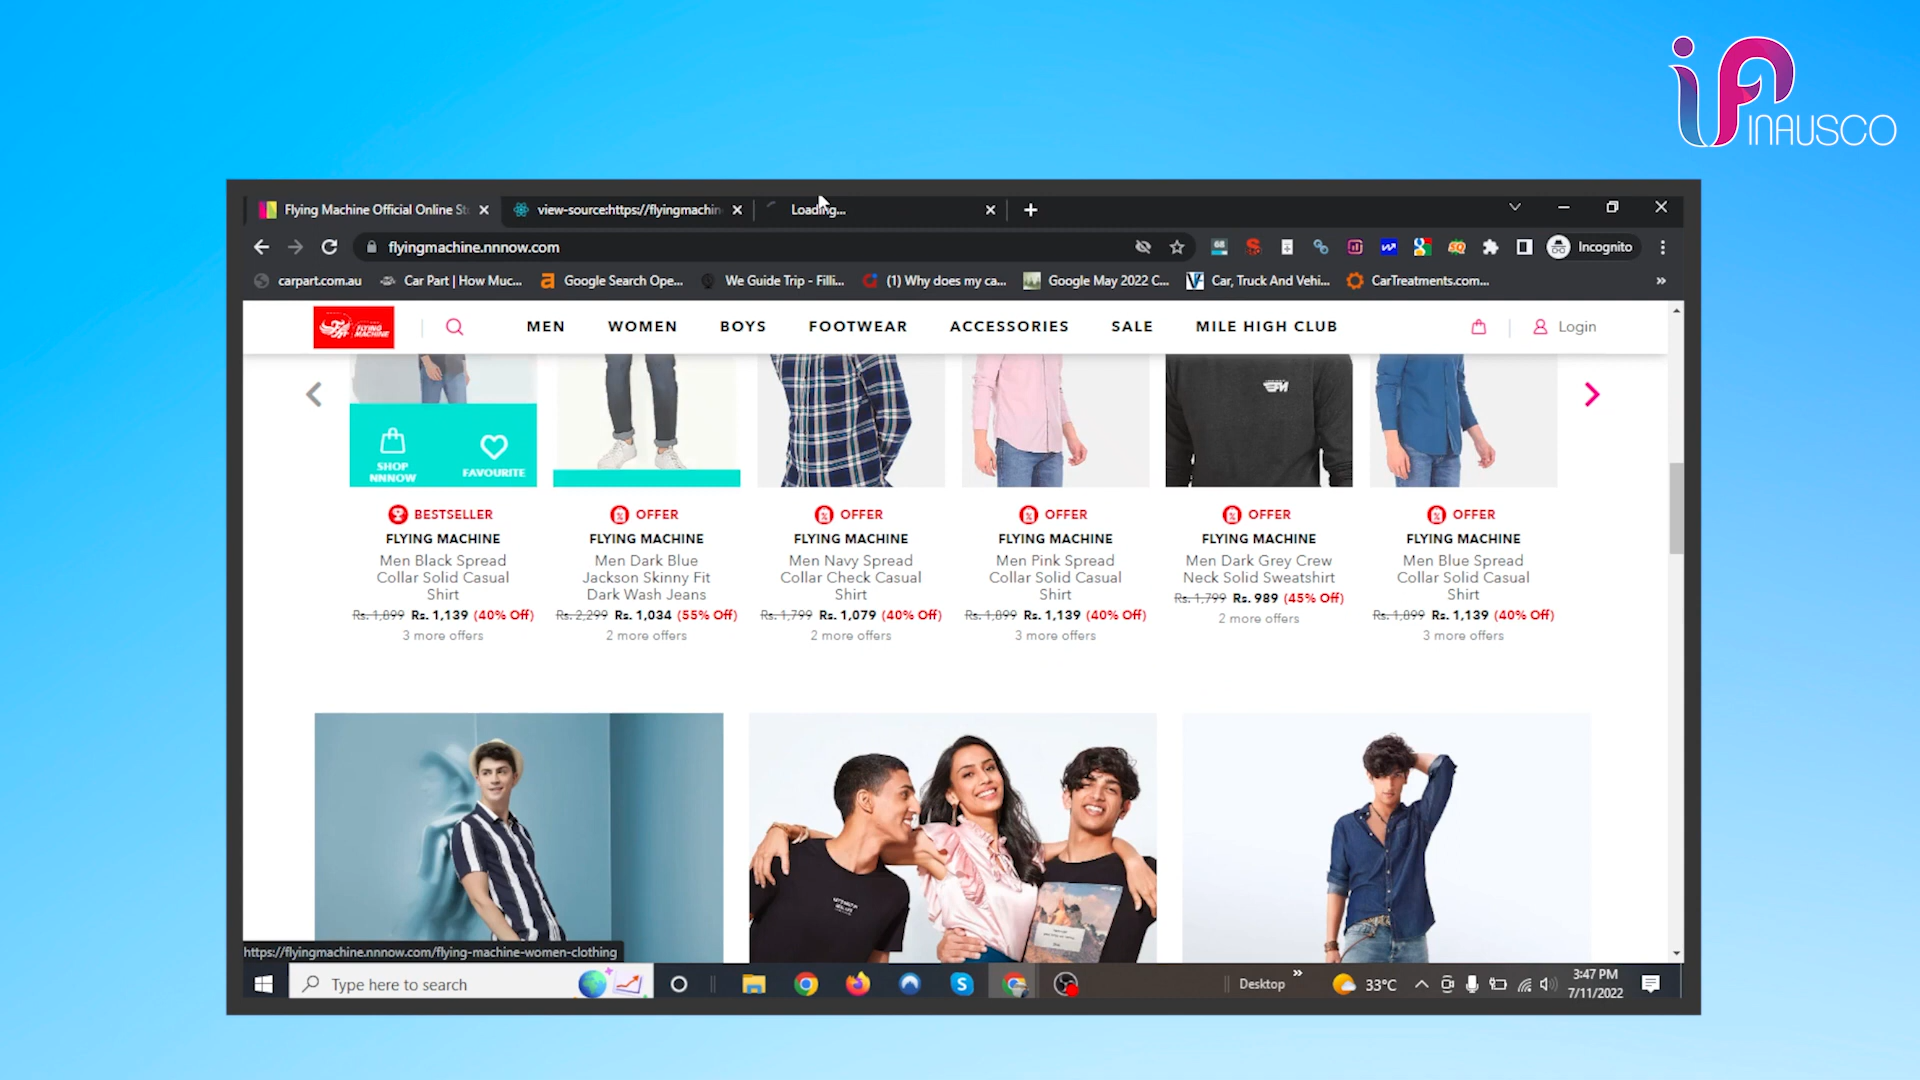 INAUSCO
Flying Machine Official Online St
view-source:https://flyingmachin
Loading...
flyingmachine.nnnow.com
Incognito
carpart.com.au
Car Part | How Muc...
Google Search Ope...
We Guide Trip - Filli...
(1) Why does my ca...
Google May 2022 C...
Car, Truck And Vehi...
CarTreatments.com...
»
FLYING MACHINE
MEN
WOMEN
BOYS
FOOTWEAR
ACCESSORIES
SALE
MILE HIGH CLUB
Login
SHOP NNNOW
FAVOURITE
BESTSELLER
FLYING MACHINE
Men Black Spread
Collar Solid Casual
Shirt
Rs. 1,899 Rs. 1,139 (40% Off)
3 more offers
OFFER
FLYING MACHINE
Men Dark Blue
Jackson Skinny Fit
Dark Wash Jeans
Rs. 2,299 Rs. 1,034 (55% Off)
2 more offers
OFFER
FLYING MACHINE
Men Navy Spread
Collar Check Casual
Shirt
Rs. 1,799 Rs. 1,079 (40% Off)
2 more offers
OFFER
FLYING MACHINE
Men Pink Spread
Collar Solid Casual
Shirt
Rs. 1,899 Rs. 1,139 (40% Off)
3 more offers
OFFER
FLYING MACHINE
Men Dark Grey Crew
Neck Solid Sweatshirt
Rs. 1,799 Rs. 989 (45% Off)
2 more offers
OFFER
FLYING MACHINE
Men Blue Spread
Collar Solid Casual
Shirt
Rs. 1,899 Rs. 1,139 (40% Off)
3 more offers
https://flyingmachine.nnnow.com/flying-machine-women-clothing
Type here to search
Desktop
»
33°C
3:47 PM
7/11/2022